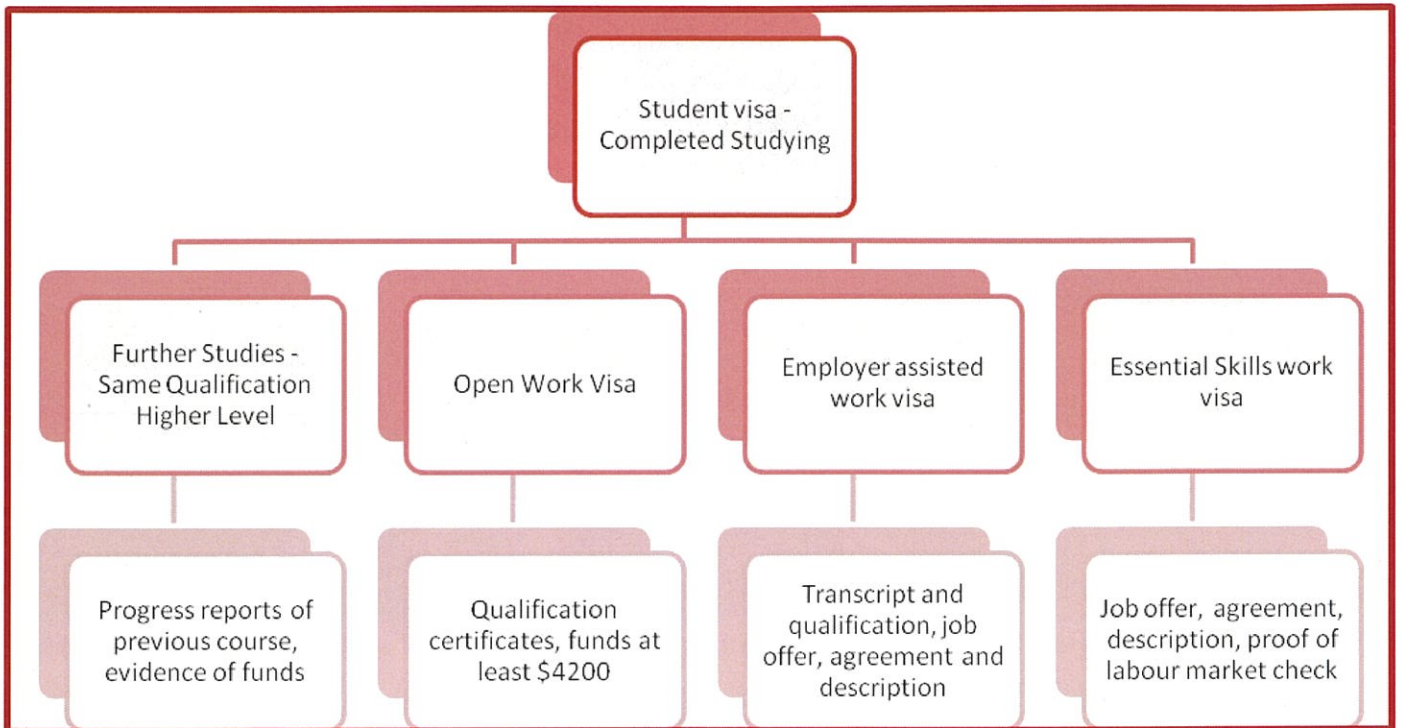 Student visa -
Completed Studying
Further Studies -
Same Qualification
Higher Level
Open Work Visa
Employer assisted
work visa
Essential Skills work
visa
Progress reports of
previous course,
evidence of funds
Qualification
certificates, funds at
least $4200
Transcript and
qualification, job
offer, agreement and
description
Job offer, agreement,
description, proof of
labour market check